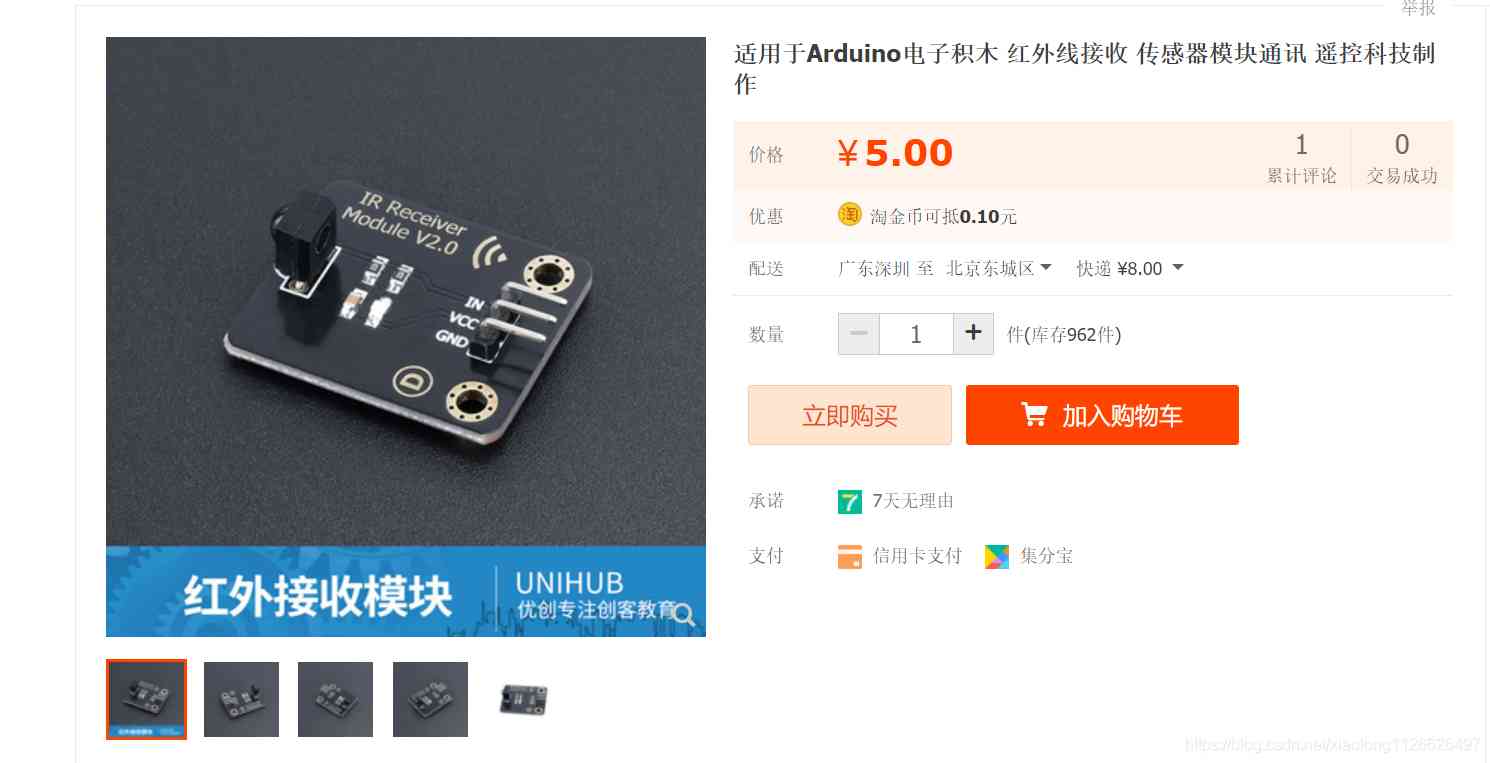 举报
IR Receiver
Module V2.0
IN
VCC
GND
D
红外接收模块
UNIHUB
优创专注创客教育
红外接收模块
适用于Arduino电子积木 红外线接收 传感器模块通讯 遥控科技制
作
价格 ¥5.00 1 0
累计评论 交易成功
优惠 淘 淘金币可抵0.10元
配送 广东深圳 至 北京东城区 快递 ¥8.00
数量 − 1 + 件(库存962件)
立即购买 加入购物车
承诺 7 7天无理由
支付 信用卡支付 集分宝